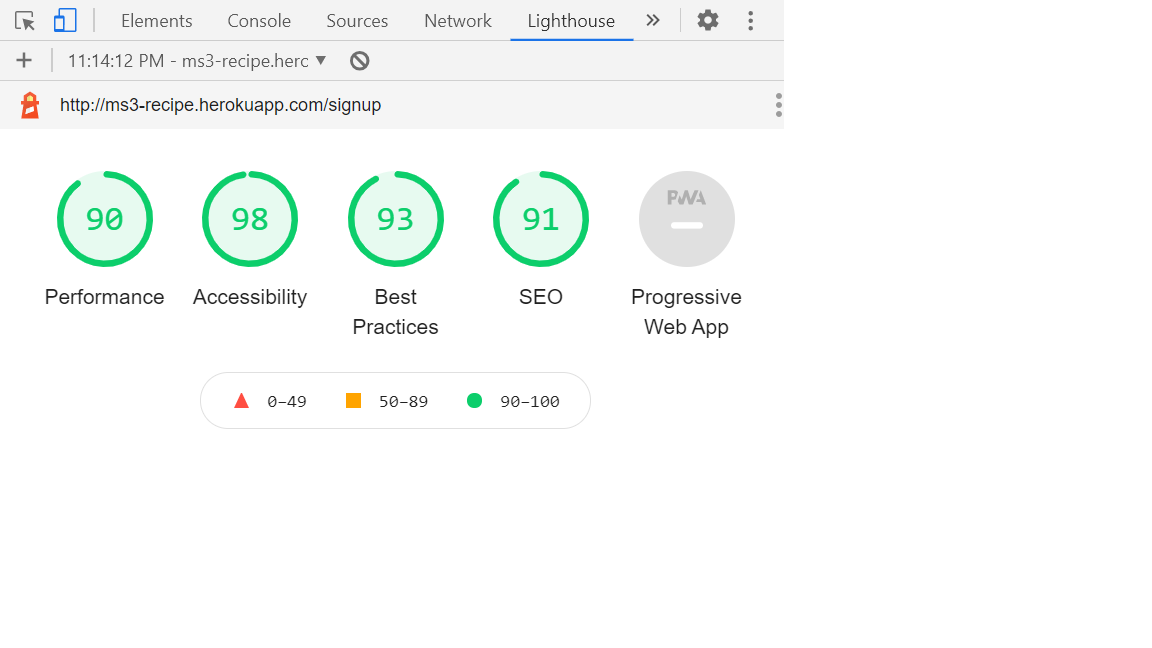 Elements Console Sources Network Lighthouse
11:14:12 PM - ms3-recipe.herc
http://ms3-recipe.herokuapp.com/signup
90 98 93 91 PWA
Performance Accessibility Best Practices SEO Progressive Web App
0–49 50–89 90–100